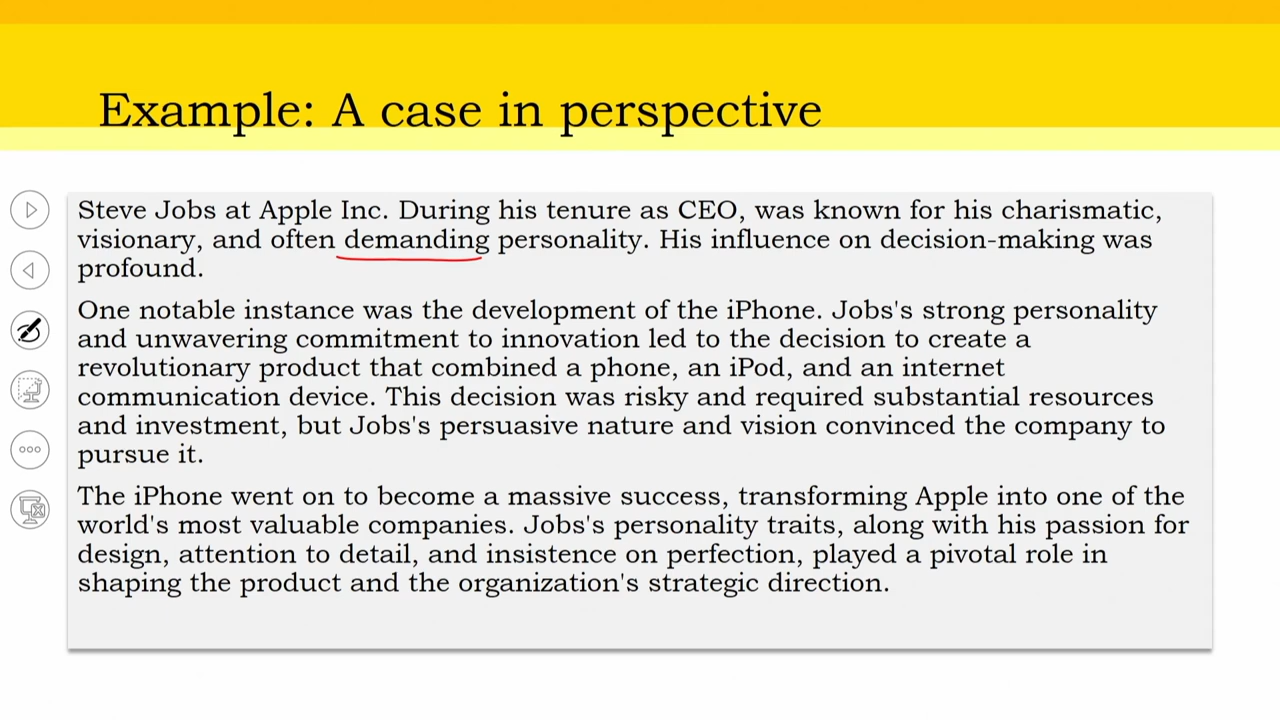 Example: A case in perspective
Steve Jobs at Apple Inc. During his tenure as CEO, was known for his charismatic,
visionary, and often demanding personality. His influence on decision-making was
profound.
One notable instance was the development of the iPhone. Jobs's strong personality
and unwavering commitment to innovation led to the decision to create a
revolutionary product that combined a phone, an iPod, and an internet
communication device. This decision was risky and required substantial resources
and investment, but Jobs's persuasive nature and vision convinced the company to
pursue it.
The iPhone went on to become a massive success, transforming Apple into one of the
world's most valuable companies. Jobs's personality traits, along with his passion for
design, attention to detail, and insistence on perfection, played a pivotal role in
shaping the product and the organization's strategic direction.